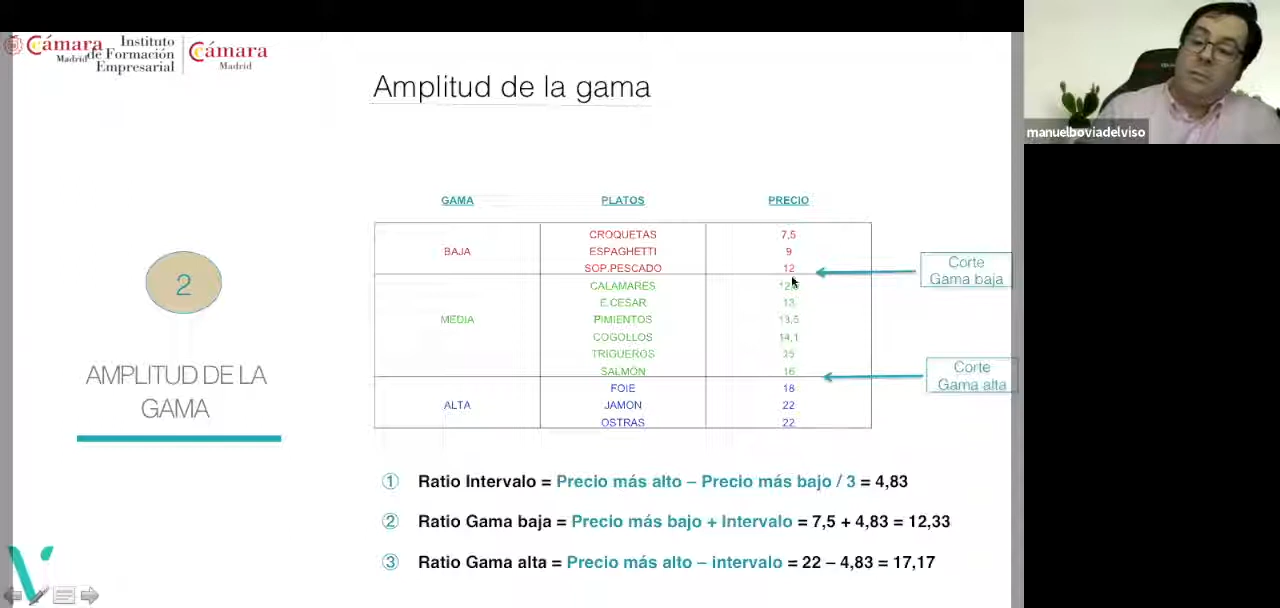 Cámara
Madrid
Instituto
de Formación
Empresarial
Cámara
Madrid
Amplitud de la gama
manuelboviadelviso
2
AMPLITUD DE LA
GAMA
GAMA PLATOS PRECIO
BAJA
CROQUETAS 7,5
ESPAGHETTI 9
SOP.PESCADO 12
MEDIA
CALAMARES
E.CESAR 13
PIMIENTOS 13,5
COGOLLOS 14,1
TRIGUEROS 15
SALMÓN 16
ALTA
FOIE 18
JAMON 22
OSTRAS 22
Corte
Gama baja
Corte
Gama alta
① Ratio Intervalo = Precio más alto – Precio más bajo / 3 = 4,83
② Ratio Gama baja = Precio más bajo + Intervalo = 7,5 + 4,83 = 12,33
③ Ratio Gama alta = Precio más alto – intervalo = 22 – 4,83 = 17,17